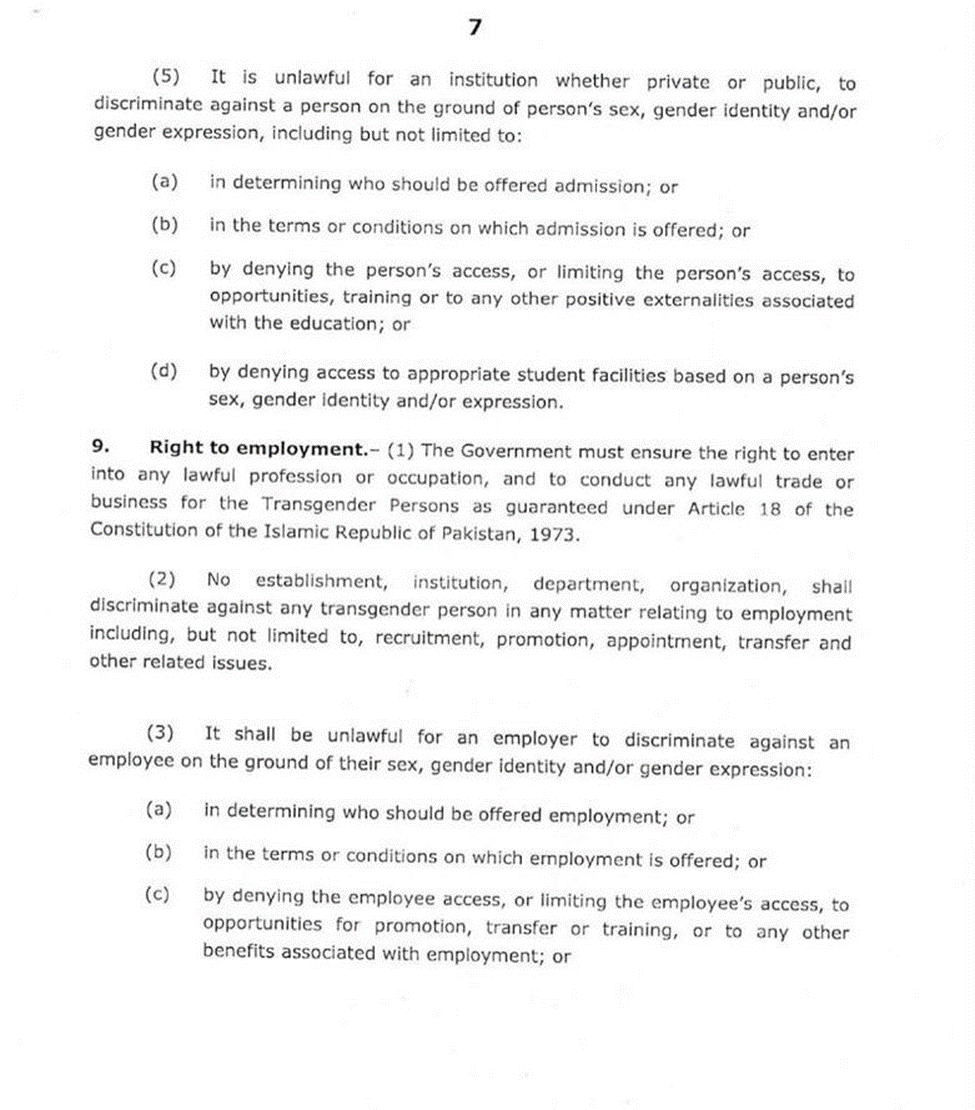 7
(5) It is unlawful for an institution whether private or public, to
discriminate against a person on the ground of person's sex, gender identity and/or
gender expression, including but not limited to:
(a) in determining who should be offered admission; or
(b) in the terms or conditions on which admission is offered; or
(c) by denying the person's access, or limiting the person's access, to
opportunities, training or to any other positive externalities associated
with the education; or
(d) by denying access to appropriate student facilities based on a person's
sex, gender identity and/or expression.
9. Right to employment.– (1) The Government must ensure the right to enter
into any lawful profession or occupation, and to conduct any lawful trade or
business for the Transgender Persons as guaranteed under Article 18 of the
Constitution of the Islamic Republic of Pakistan, 1973.
(2) No establishment, institution, department, organization, shall
discriminate against any transgender person in any matter relating to employment
including, but not limited to, recruitment, promotion, appointment, transfer and
other related issues.
(3) It shall be unlawful for an employer to discriminate against an
employee on the ground of their sex, gender identity and/or gender expression:
(a) in determining who should be offered employment; or
(b) in the terms or conditions on which employment is offered; or
(c) by denying the employee access, or limiting the employee's access, to
opportunities for promotion, transfer or training, or to any other
benefits associated with employment; or